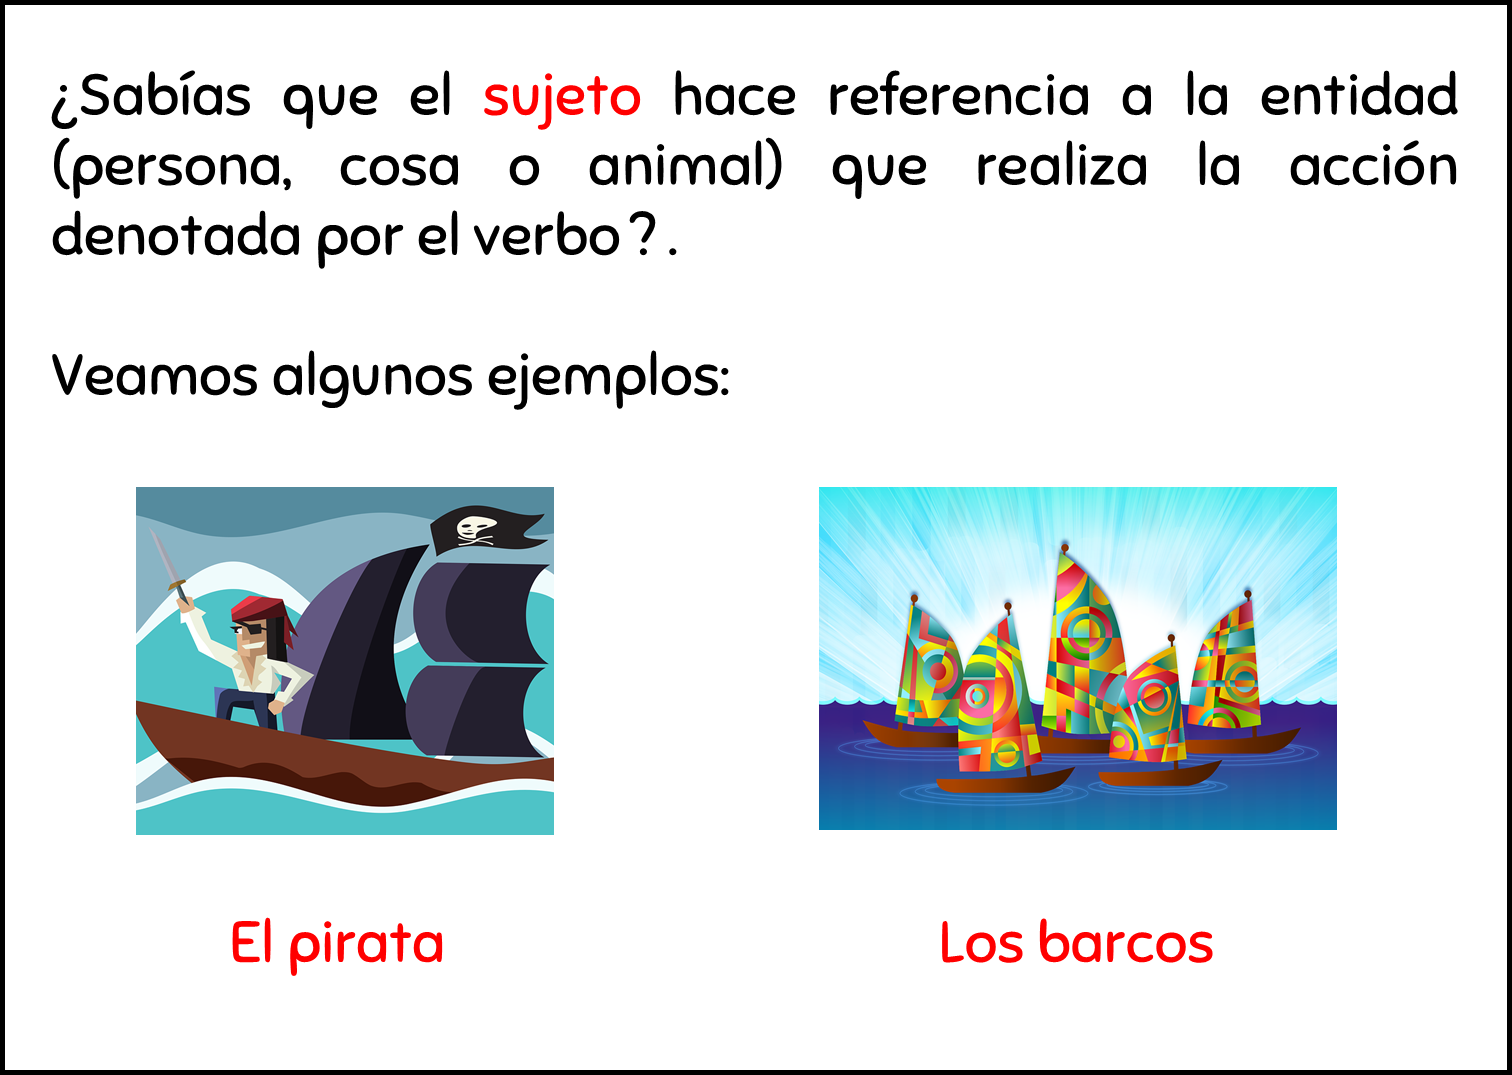 ¿Sabías que el sujeto hace referencia a la entidad
(persona, cosa o animal) que realiza la acción
denotada por el verbo?.
Veamos algunos ejemplos:
El pirata
Los barcos